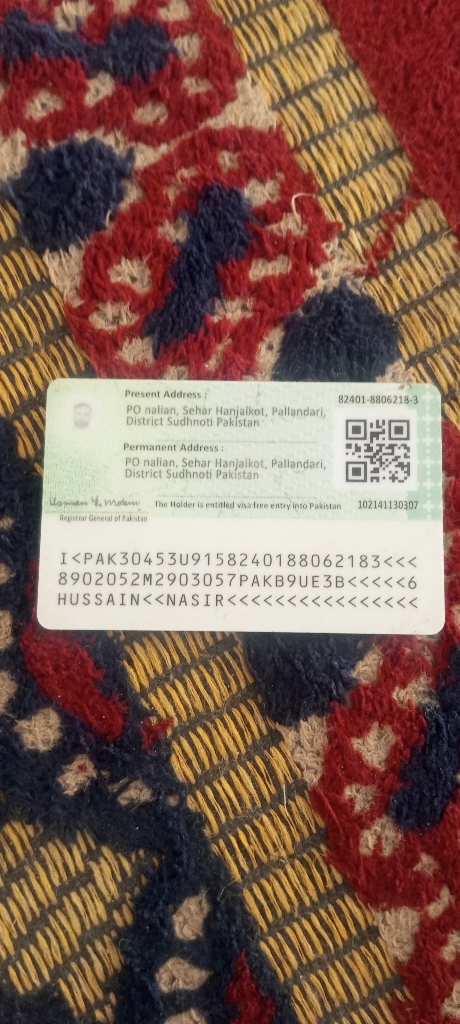 Present Address :
82401-8806218-3
PO nalian, Sehar Hanjalkot, Pallandari,
District Sudhnoti Pakistan
Permanent Address :
PO nalian, Sehar Hanjalkot, Pallandari,
District Sudhnoti Pakistan
The Holder is entitled visa free entry into Pakistan
102141130307
Registrar General of Pakistan
I<PAK30453U9158240188062183<<<
8902052M2903057PAKB9UE3B<<<<<6
HUSSAIN<<NASIR<<<<<<<<<<<<<<<<